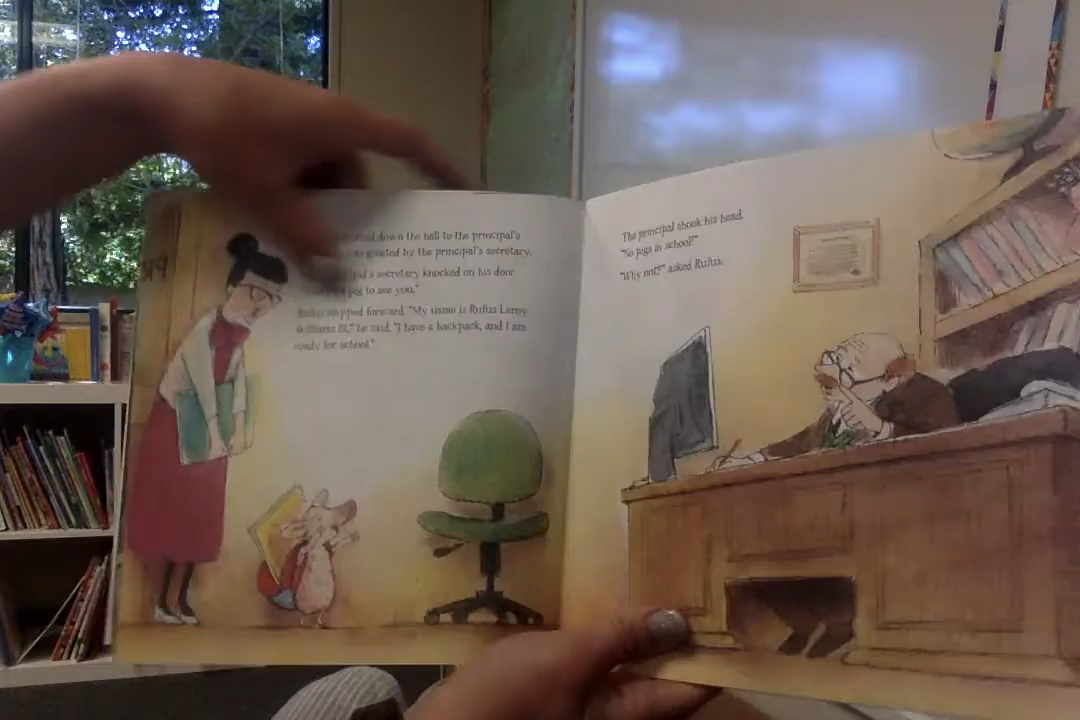 down the hall to the principal's
greeted by the principal's secretary.
secretary knocked on his door
pig to see you."
Rufus stepped forward. "My name is Rufus Leroy
Williams III," he said. "I have a backpack, and I am
ready for school."
The principal shook his head.
"No pigs in school!"
"Why not?" asked Rufus.